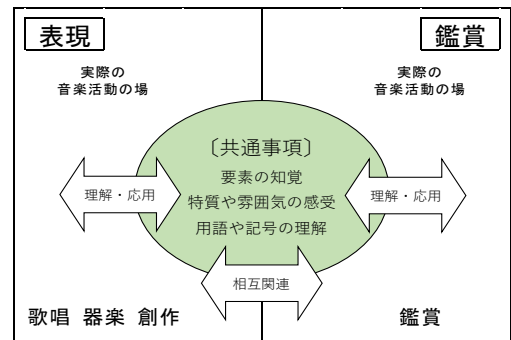 表現
鑑賞
実際の
音楽活動の場
実際の
音楽活動の場
〔共通事項〕
要素の知覚
特質や雰囲気の感受
用語や記号の理解
理解・応用
理解・応用
相互関連
歌唱 器楽 創作
鑑賞